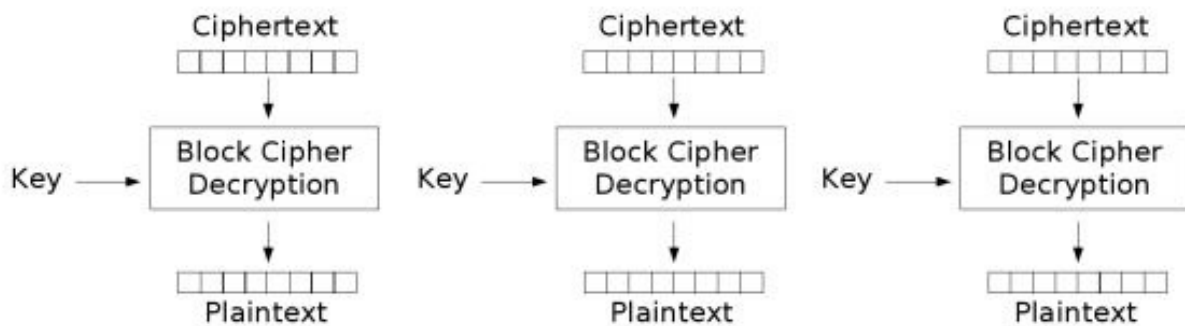 Ciphertext Ciphertext Ciphertext
Key Block Cipher Decryption Key Block Cipher Decryption Key Block Cipher Decryption
Plaintext Plaintext Plaintext